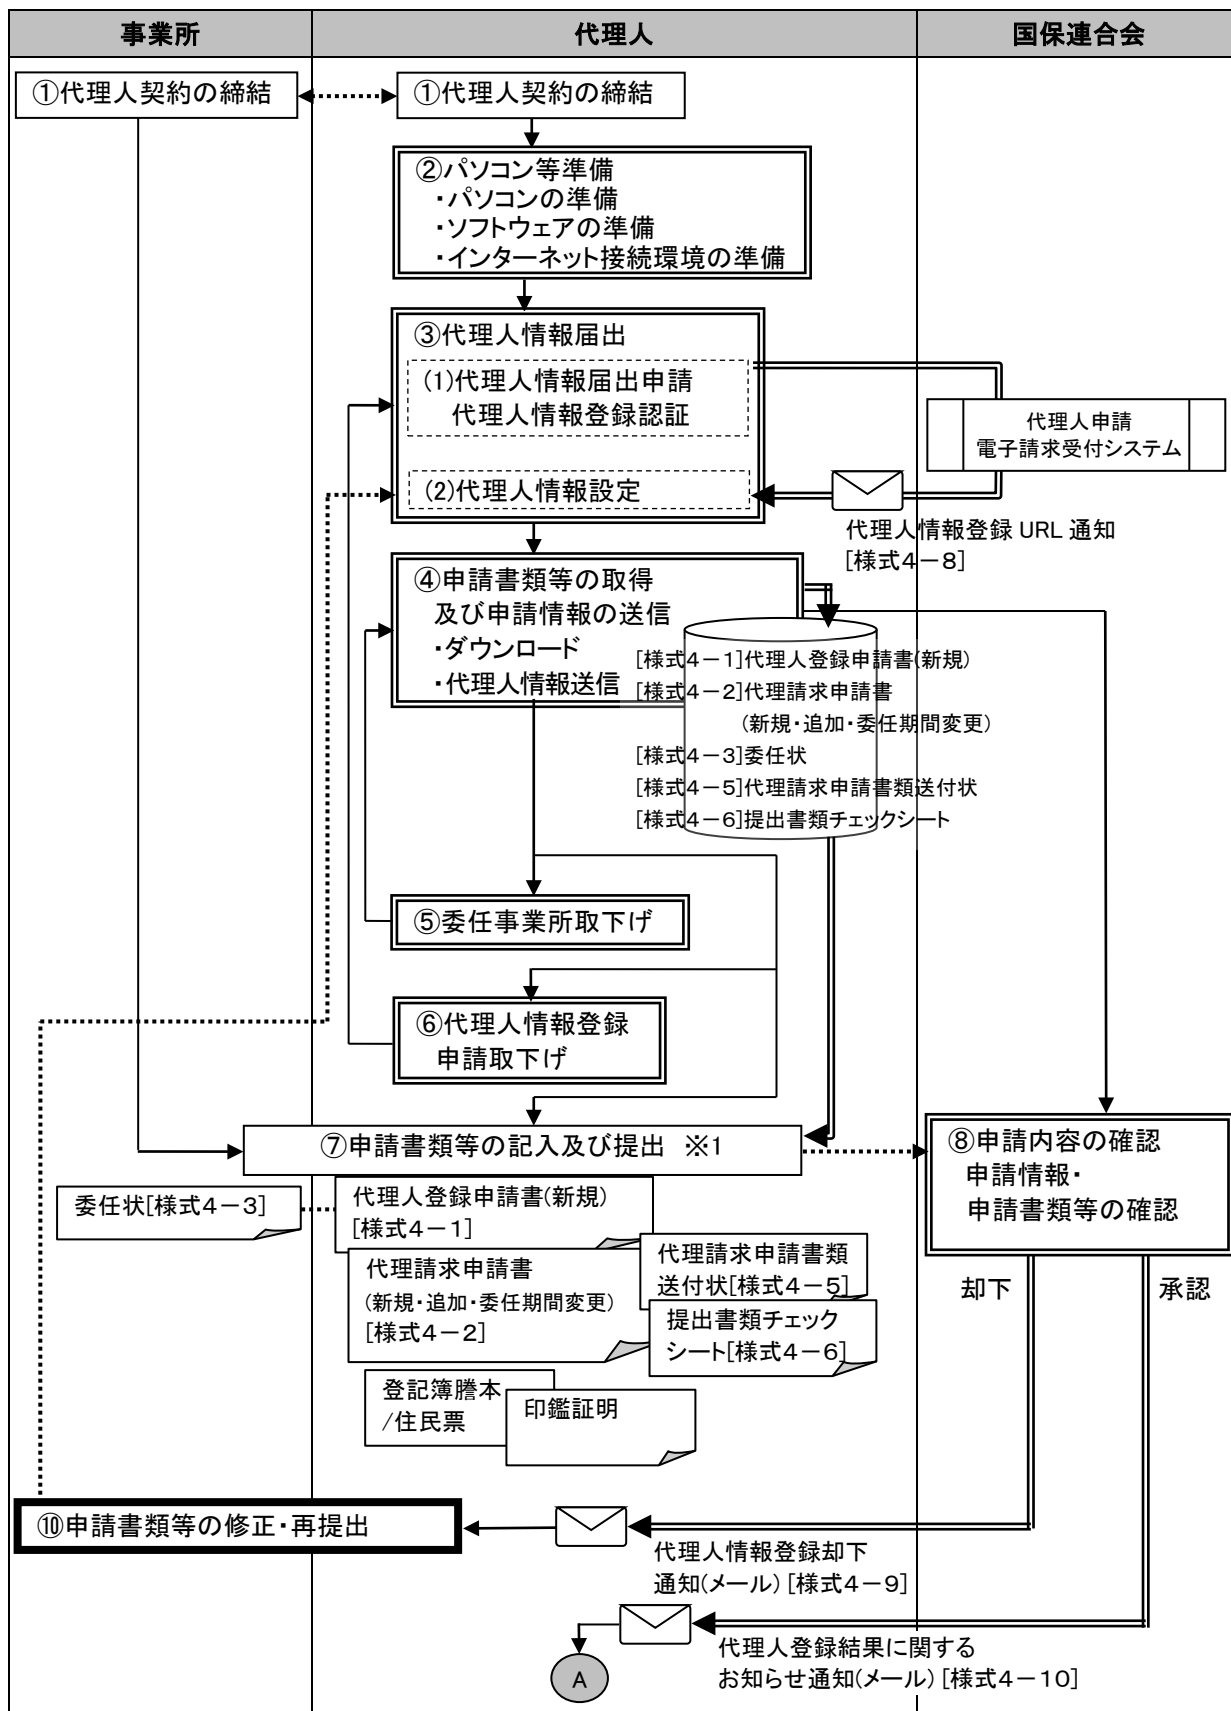 事業所
代理人
国保連合会
①代理人契約の締結
①代理人契約の締結
②パソコン等準備
・パソコンの準備
・ソフトウェアの準備
・インターネット接続環境の準備
③代理人情報届出
(1)代理人情報届出申請
代理人情報登録認証
(2)代理人情報設定
代理人申請
電子請求受付システム
代理人情報登録 URL 通知
[様式4－8]
④申請書類等の取得
及び申請情報の送信
・ダウンロード
・代理人情報送信
[様式4－1]代理人登録申請書(新規)
[様式4－2]代理請求申請書
(新規・追加・委任期間変更)
[様式4－3]委任状
[様式4－5]代理請求申請書類送付状
[様式4－6]提出書類チェックシート
⑤委任事業所取下げ
⑥代理人情報登録
申請取下げ
⑦申請書類等の記入及び提出 ※1
⑧申請内容の確認
申請情報・
申請書類等の確認
委任状[様式4－3]
代理人登録申請書(新規)
[様式4－1]
代理請求申請書
(新規・追加・委任期間変更)
[様式4－2]
代理請求申請書類
送付状[様式4－5]
提出書類チェック
シート[様式4－6]
登記簿謄本
/住民票
印鑑証明
却下
承認
⑩申請書類等の修正・再提出
代理人情報登録却下
通知(メール) [様式4－9]
代理人登録結果に関する
お知らせ通知(メール) [様式4－10]
A